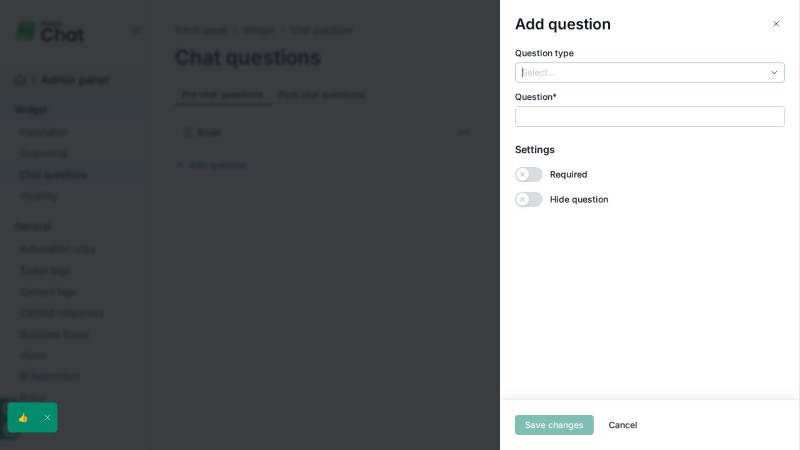 Add question
Question type
Select...
Question*
Settings
Required
Hide question
Save changes
Cancel
Chat
Admin panel / Widget / Chat questions
Chat questions
Pre chat questions
Post chat questions
Email
Add question
/ Admin panel
Widget
Installation
Customize
Chat questions
Visibility
General
Automation rules
Ticket tags
Contact tags
Canned responses
Business hours
Views
IP Restriction
👍